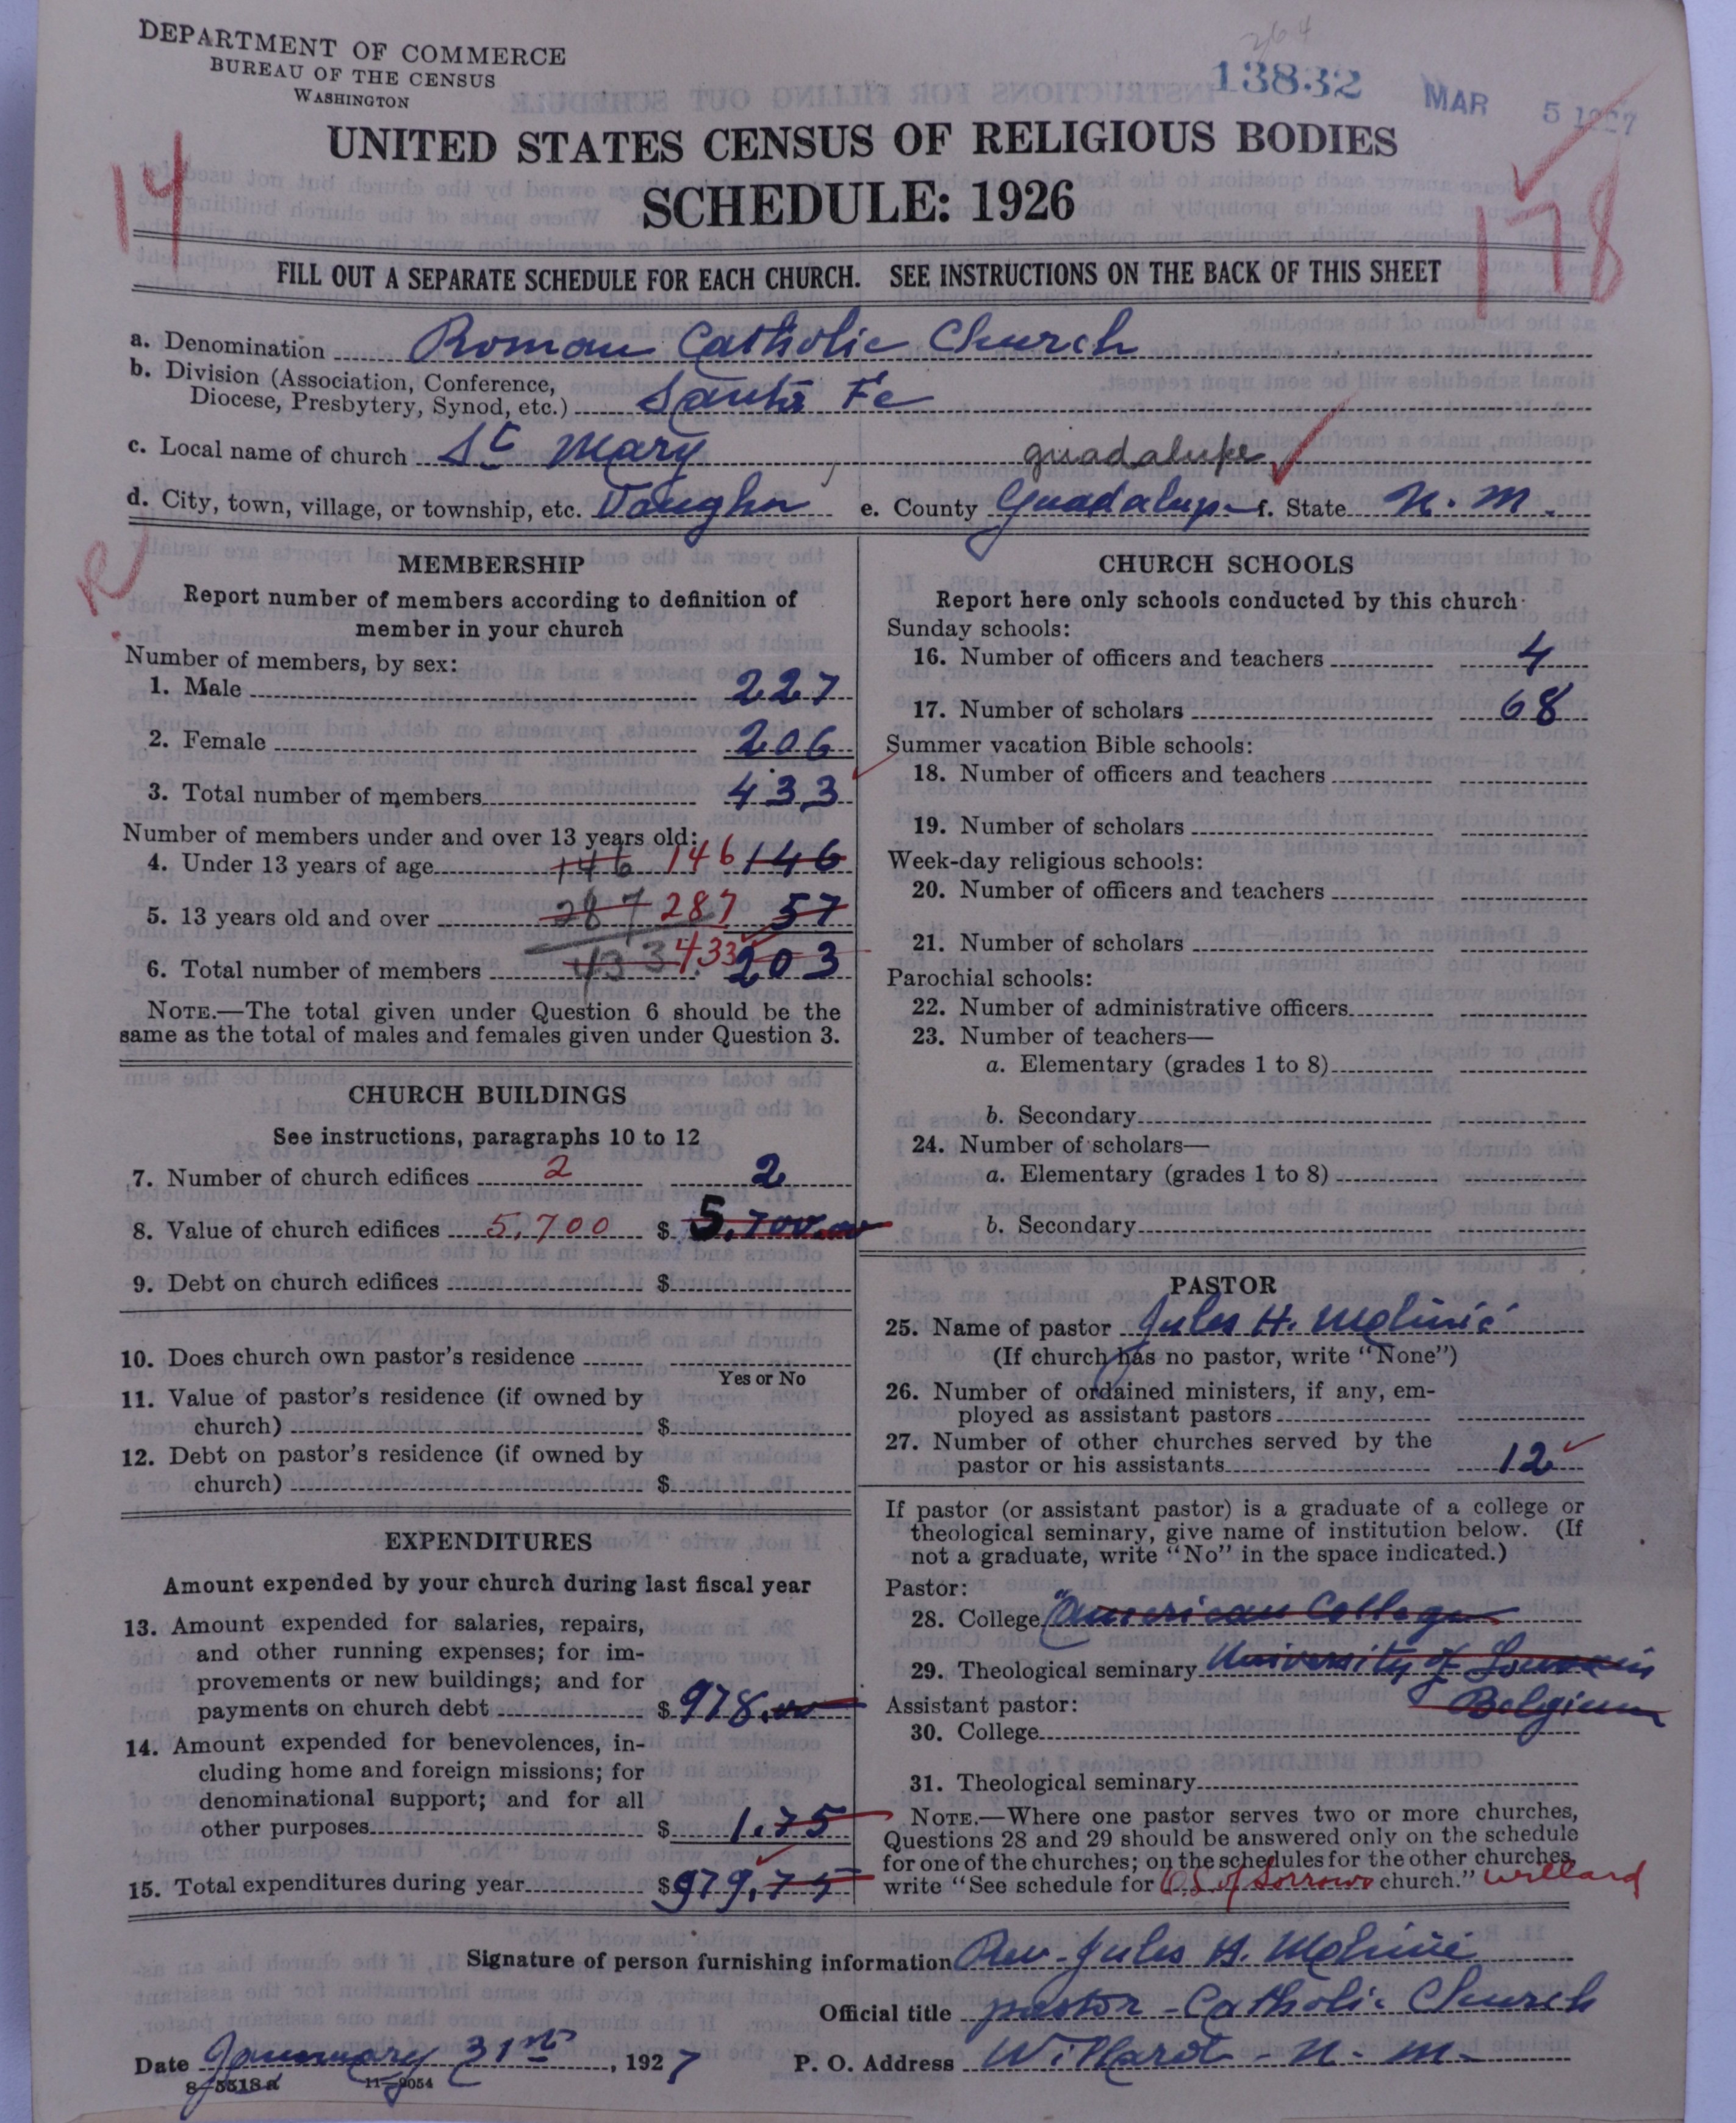 DEPARTMENT OF COMMERCE
BUREAU OF THE CENSUS
WASHINGTON
264
13832
MAR 5 1927
UNITED STATES CENSUS OF RELIGIOUS BODIES
SCHEDULE: 1926
14
178
FILL OUT A SEPARATE SCHEDULE FOR EACH CHURCH. SEE INSTRUCTIONS ON THE BACK OF THIS SHEET
a. Denomination Roman Catholic Church
b. Division (Association, Conference,
Diocese, Presbytery, Synod, etc.) Santa Fe
c. Local name of church St Mary guadalupe
d. City, town, village, or township, etc. Vaughn e. County Guadalupe f. State N. M.
R
MEMBERSHIP
Report number of members according to definition of
member in your church
Number of members, by sex:
1. Male 227
2. Female 206
3. Total number of members 433
Number of members under and over 13 years old:
4. Under 13 years of age 146 146 146
5. 13 years old and over 287 287 57
6. Total number of members 433 433 203
NOTE.—The total given under Question 6 should be the
same as the total of males and females given under Question 3.
CHURCH BUILDINGS
See instructions, paragraphs 10 to 12
7. Number of church edifices 2 2
8. Value of church edifices 5,700 $ 5,700.00
9. Debt on church edifices $
10. Does church own pastor's residence
Yes or No
11. Value of pastor's residence (if owned by
church) $
12. Debt on pastor's residence (if owned by
church) $
EXPENDITURES
Amount expended by your church during last fiscal year
13. Amount expended for salaries, repairs,
and other running expenses; for im-
provements or new buildings; and for
payments on church debt $ 978.00
14. Amount expended for benevolences, in-
cluding home and foreign missions; for
denominational support; and for all
other purposes $ 1.75
15. Total expenditures during year $ 979.75
CHURCH SCHOOLS
Report here only schools conducted by this church
Sunday schools:
16. Number of officers and teachers 4
17. Number of scholars 68
Summer vacation Bible schools:
18. Number of officers and teachers
19. Number of scholars
Week-day religious schools:
20. Number of officers and teachers
21. Number of scholars
Parochial schools:
22. Number of administrative officers
23. Number of teachers—
a. Elementary (grades 1 to 8)
b. Secondary
24. Number of scholars—
a. Elementary (grades 1 to 8)
b. Secondary
PASTOR
25. Name of pastor Jules H. Molinié
(If church has no pastor, write "None")
26. Number of ordained ministers, if any, em-
ployed as assistant pastors
27. Number of other churches served by the
pastor or his assistants 12
If pastor (or assistant pastor) is a graduate of a college or
theological seminary, give name of institution below. (If
not a graduate, write "No" in the space indicated.)
Pastor:
28. College American College
29. Theological seminary University of Louvain
Belgium
Assistant pastor:
30. College
31. Theological seminary
NOTE.—Where one pastor serves two or more churches,
Questions 28 and 29 should be answered only on the schedule
for one of the churches; on the schedules for the other churches,
write "See schedule for O.L. of Sorrows church." Willard
Signature of person furnishing information Rev. Jules H. Molinié
Official title pastor - Catholic Church
Date January 31st, 1927 P. O. Address Willard - N. M.
8—5518a 11—9054